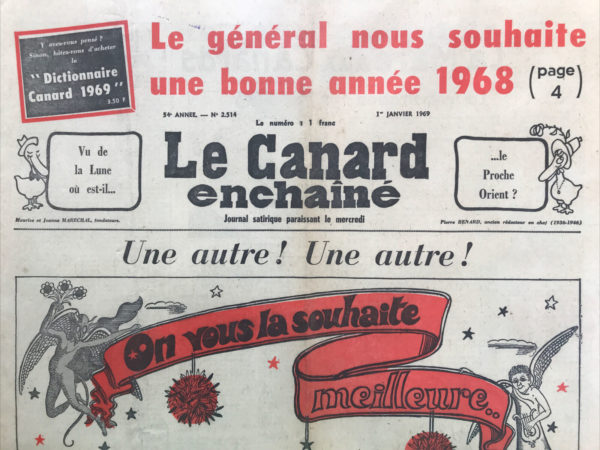 Y avez-vous pensé ?
Sinon, hâtez-vous d'acheter
le
" Dictionnaire
Canard 1969 "
3,50 F
Le général nous souhaite
une bonne année 1968 (page 4)
54e ANNÉE. — N° 2.514
1er JANVIER 1969
Le numéro : 1 franc
Vu de
la Lune
où est-il...
Le Canard
enchaîné
...le
Proche
Orient ?
Maurice et Jeanne MARÉCHAL, fondateurs.
Journal satirique paraissant le mercredi
Pierre BÉNARD, ancien rédacteur en chef (1936-1946)
Une autre ! Une autre !
On vous la souhaite
meilleure..